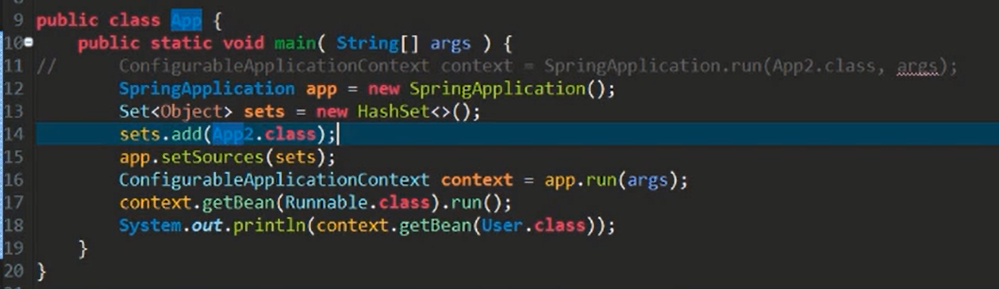 9 public class App {
10 public static void main( String[] args ) {
11 // ConfigurableApplicationContext context = SpringApplication.run(App2.class, args);
12 SpringApplication app = new SpringApplication();
13 Set<Object> sets = new HashSet<>();
14 sets.add(App2.class);
15 app.setSources(sets);
16 ConfigurableApplicationContext context = app.run(args);
17 context.getBean(Runnable.class).run();
18 System.out.println(context.getBean(User.class));
19 }
20 }